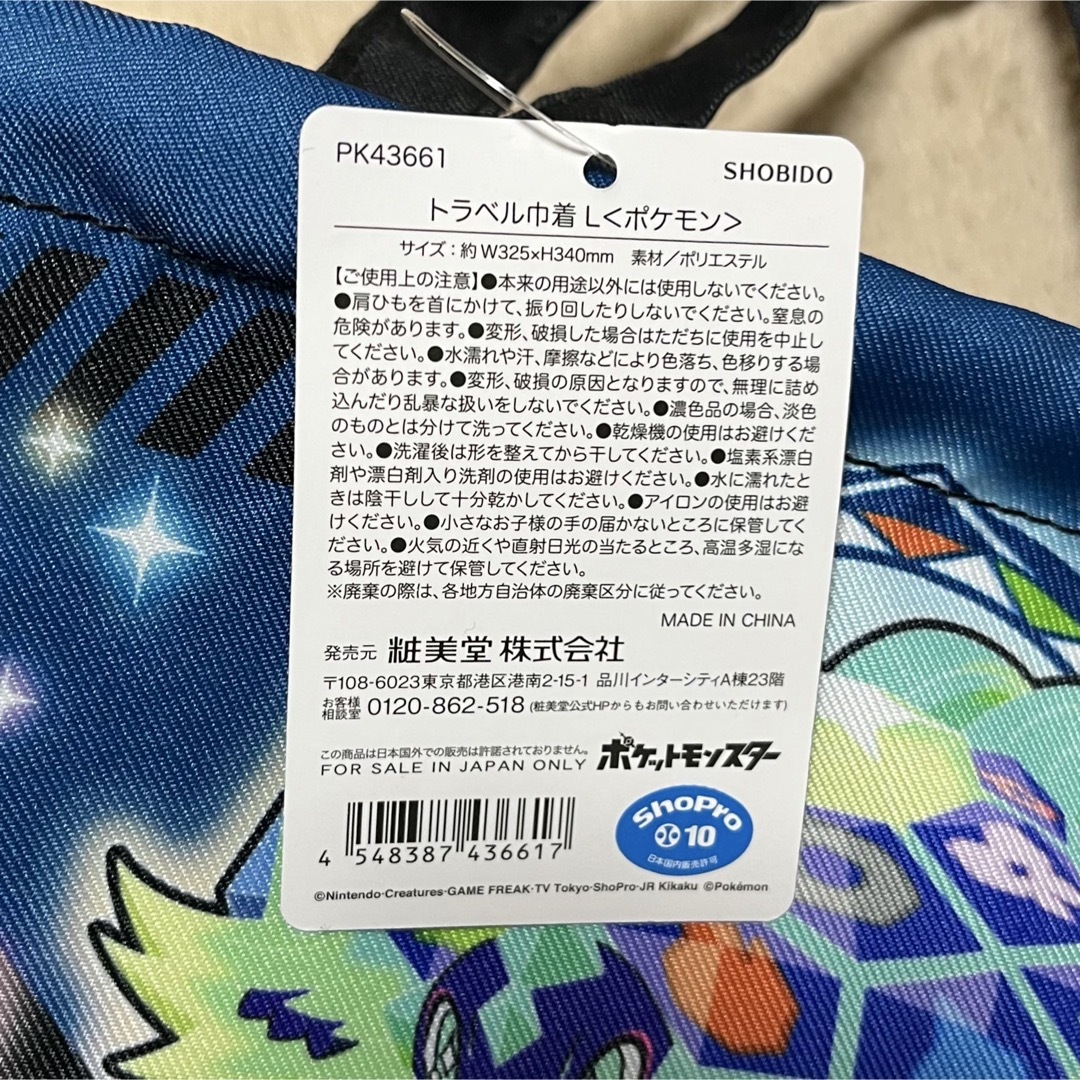 PK43661
SHOBIDO
トラベル巾着 L<ポケモン>
サイズ：約 W325×H340mm　素材／ポリエステル
【ご使用上の注意】●本来の用途以外には使用しないでください。
●肩ひもを首にかけて、振り回したりしないでください。窒息の
危険があります。●変形、破損した場合はただちに使用を中止し
てください。●水濡れや汗、摩擦などにより色落ち、色移りする場
合があります。●変形、破損の原因となりますので、無理に詰め
込んだり乱暴な扱いをしないでください。●濃色品の場合、淡色
のものとは分けて洗ってください。●乾燥機の使用はお避けくだ
さい。●洗濯後は形を整えてから干してください。●塩素系漂白
剤や漂白剤入り洗剤の使用はお避けください。●水に濡れたと
きは陰干しして十分乾かしてください。●アイロンの使用はお避
けください。●小さなお子様の手の届かないところに保管してく
ださい。●火気の近くや直射日光の当たるところ、高温多湿にな
る場所を避けて保管してください。
※廃棄の際は、各地方自治体の廃棄区分に従ってください。
MADE IN CHINA
発売元 粧美堂 株式会社
〒108-6023東京都港区港南2-15-1 品川インターシティA棟23階
お客様相談室 0120-862-518 (粧美堂公式HPからもお問い合わせいただけます)
この商品は日本国外での販売は許諾されておりません。
FOR SALE IN JAPAN ONLY
ポケットモンスター
ShoPro
10
日本国内販売許可
4 548387 436617
©Nintendo·Creatures·GAME FREAK·TV Tokyo·ShoPro·JR Kikaku ©Pokémon